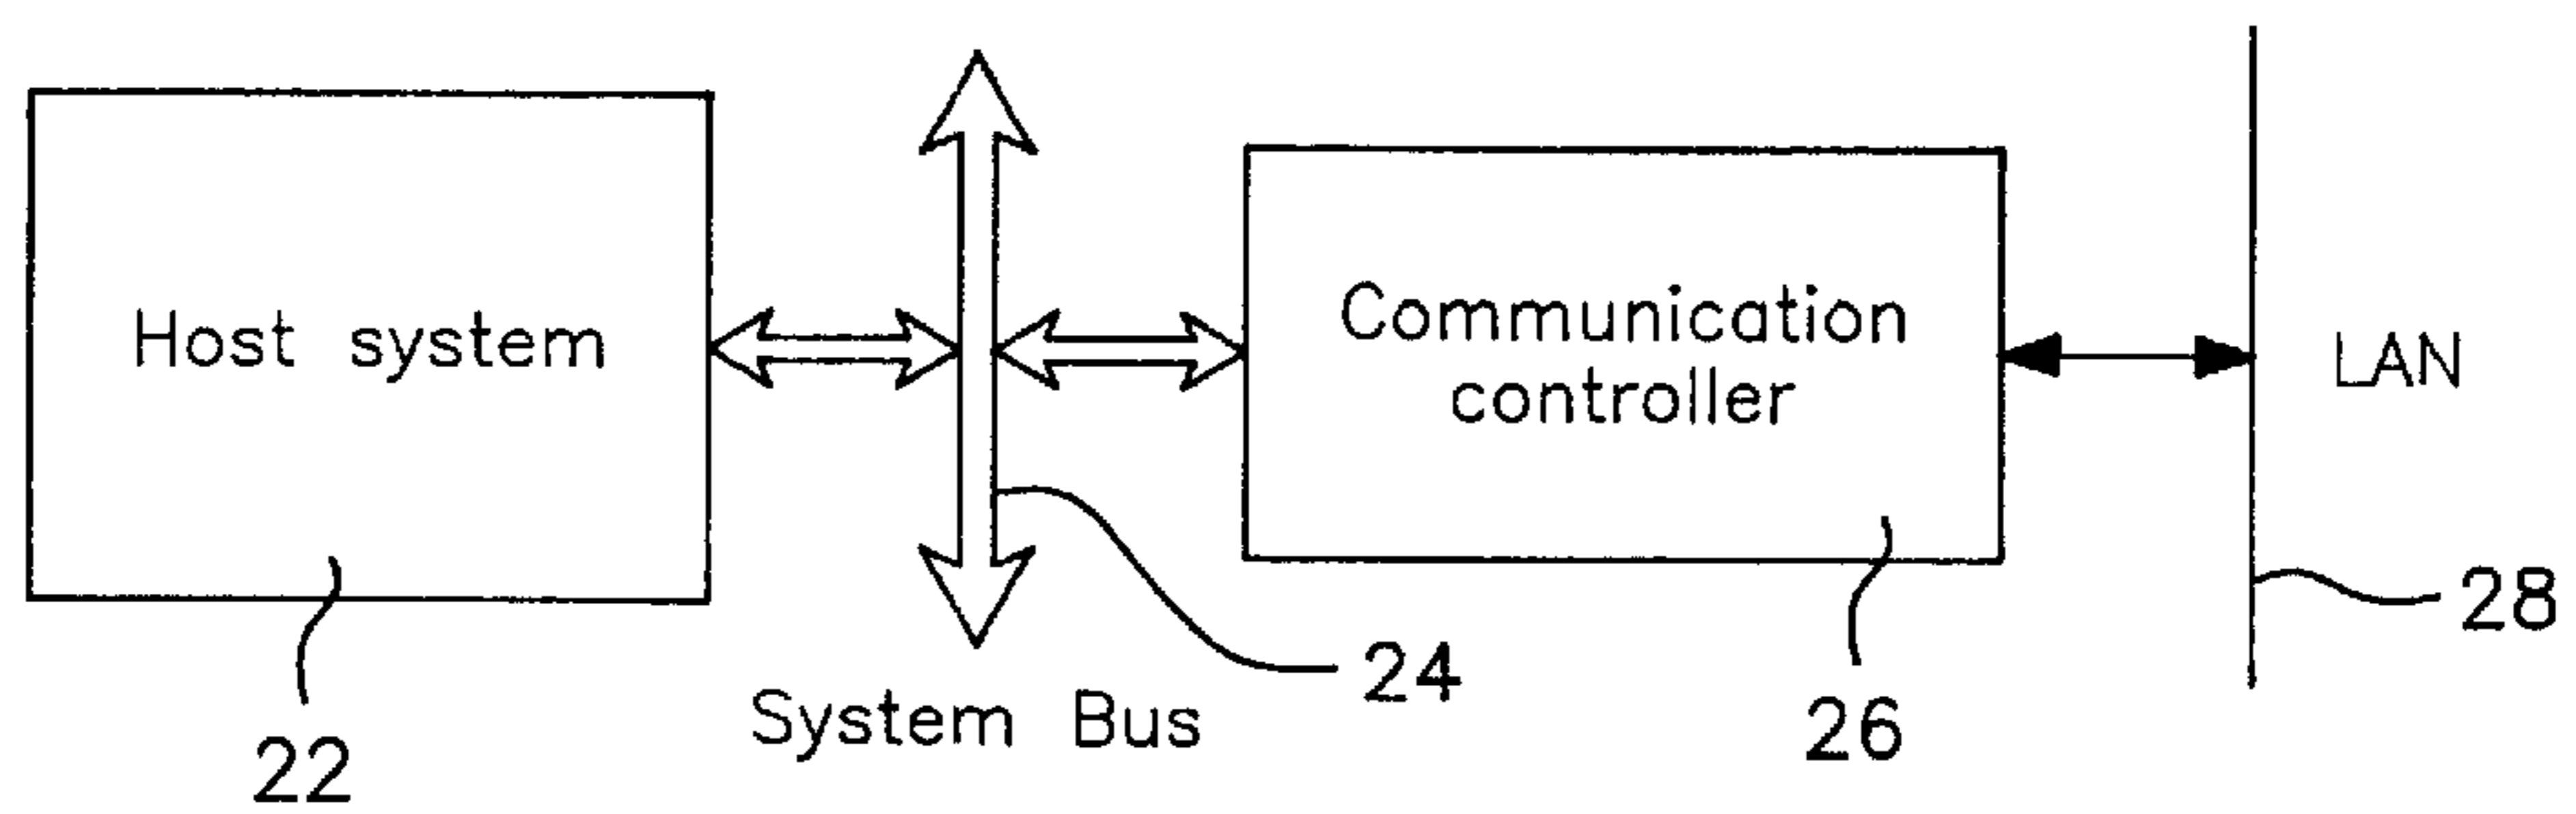 Host system
Communication
controller
LAN
System Bus
22
24
26
28